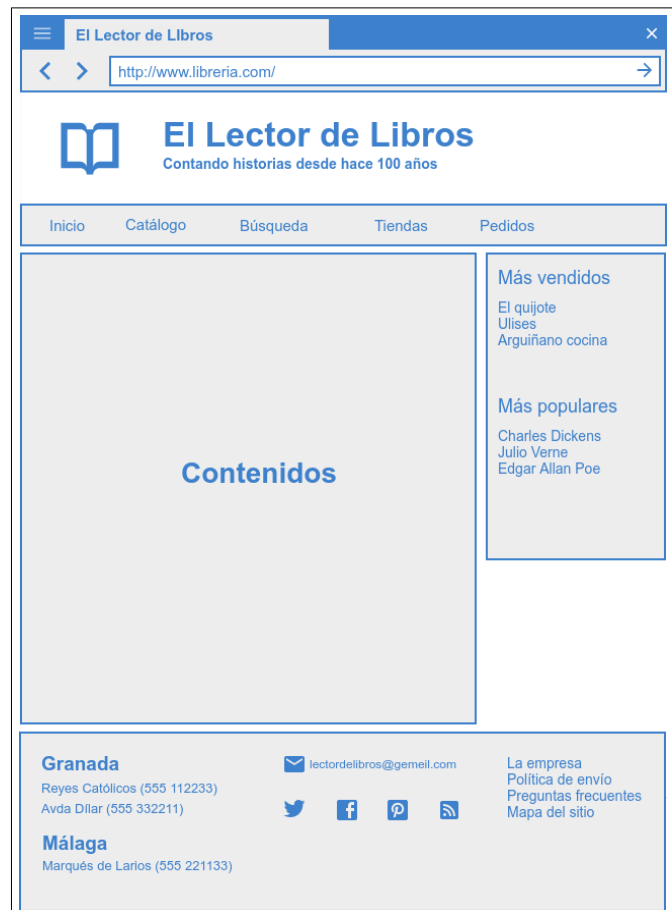 El Lector de LIbros
http://www.libreria.com/
El Lector de Libros
Contando historias desde hace 100 años
Inicio Catálogo Búsqueda Tiendas Pedidos
Contenidos
Más vendidos
El quijote
Ulises
Arguiñano cocina
Más populares
Charles Dickens
Julio Verne
Edgar Allan Poe
Granada
Reyes Católicos (555 112233)
Avda Dílar (555 332211)
Málaga
Marqués de Larios (555 221133)
lectordelibros@gemeil.com
La empresa
Política de envío
Preguntas frecuentes
Mapa del sitio